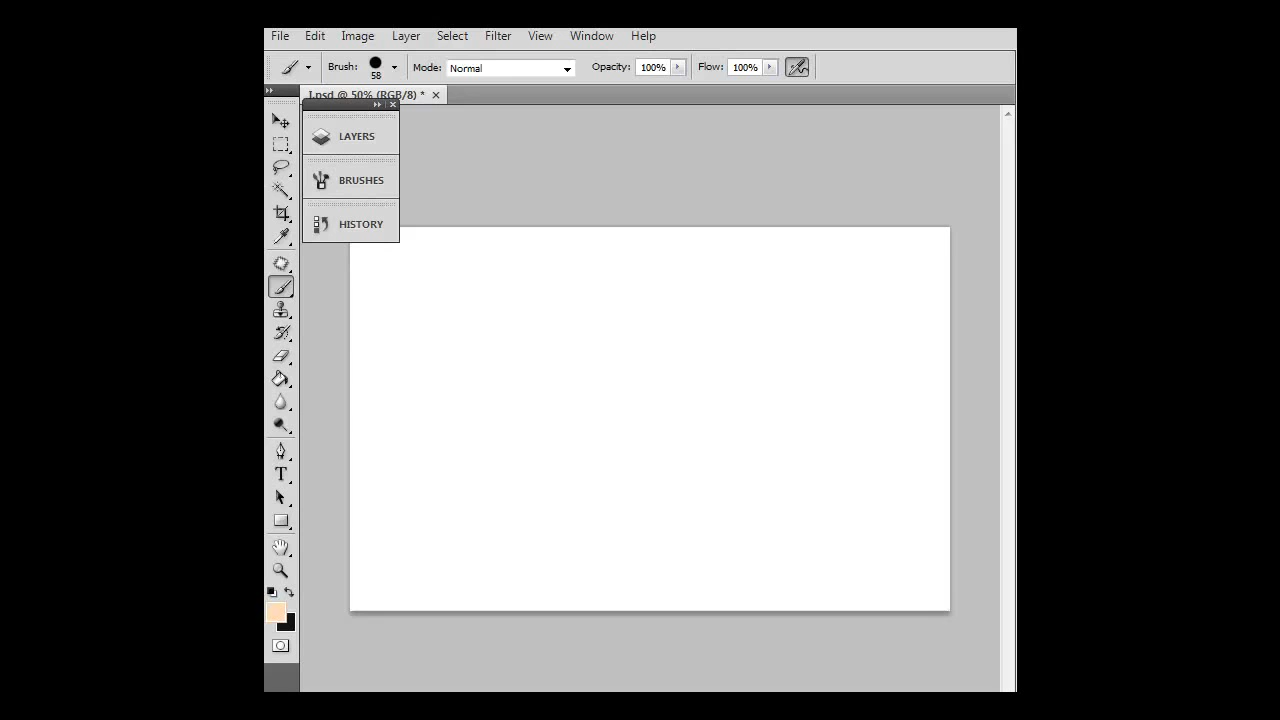 File Edit Image Layer Select Filter View Window Help
Brush: 58 Mode: Normal Opacity: 100% Flow: 100%
J.psd @ 50% (RGB/8) *
LAYERS
BRUSHES
HISTORY
T